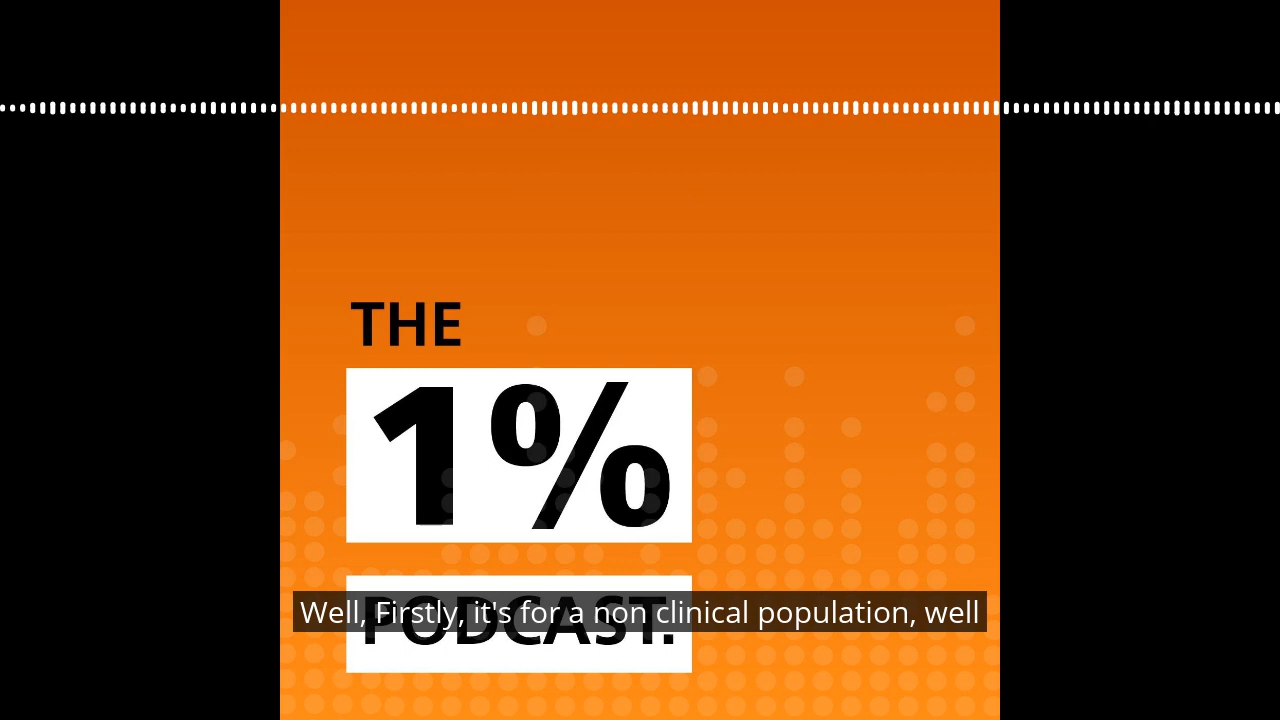 THE
1%
PODCAST.
Well, Firstly, it's for a non clinical population, well